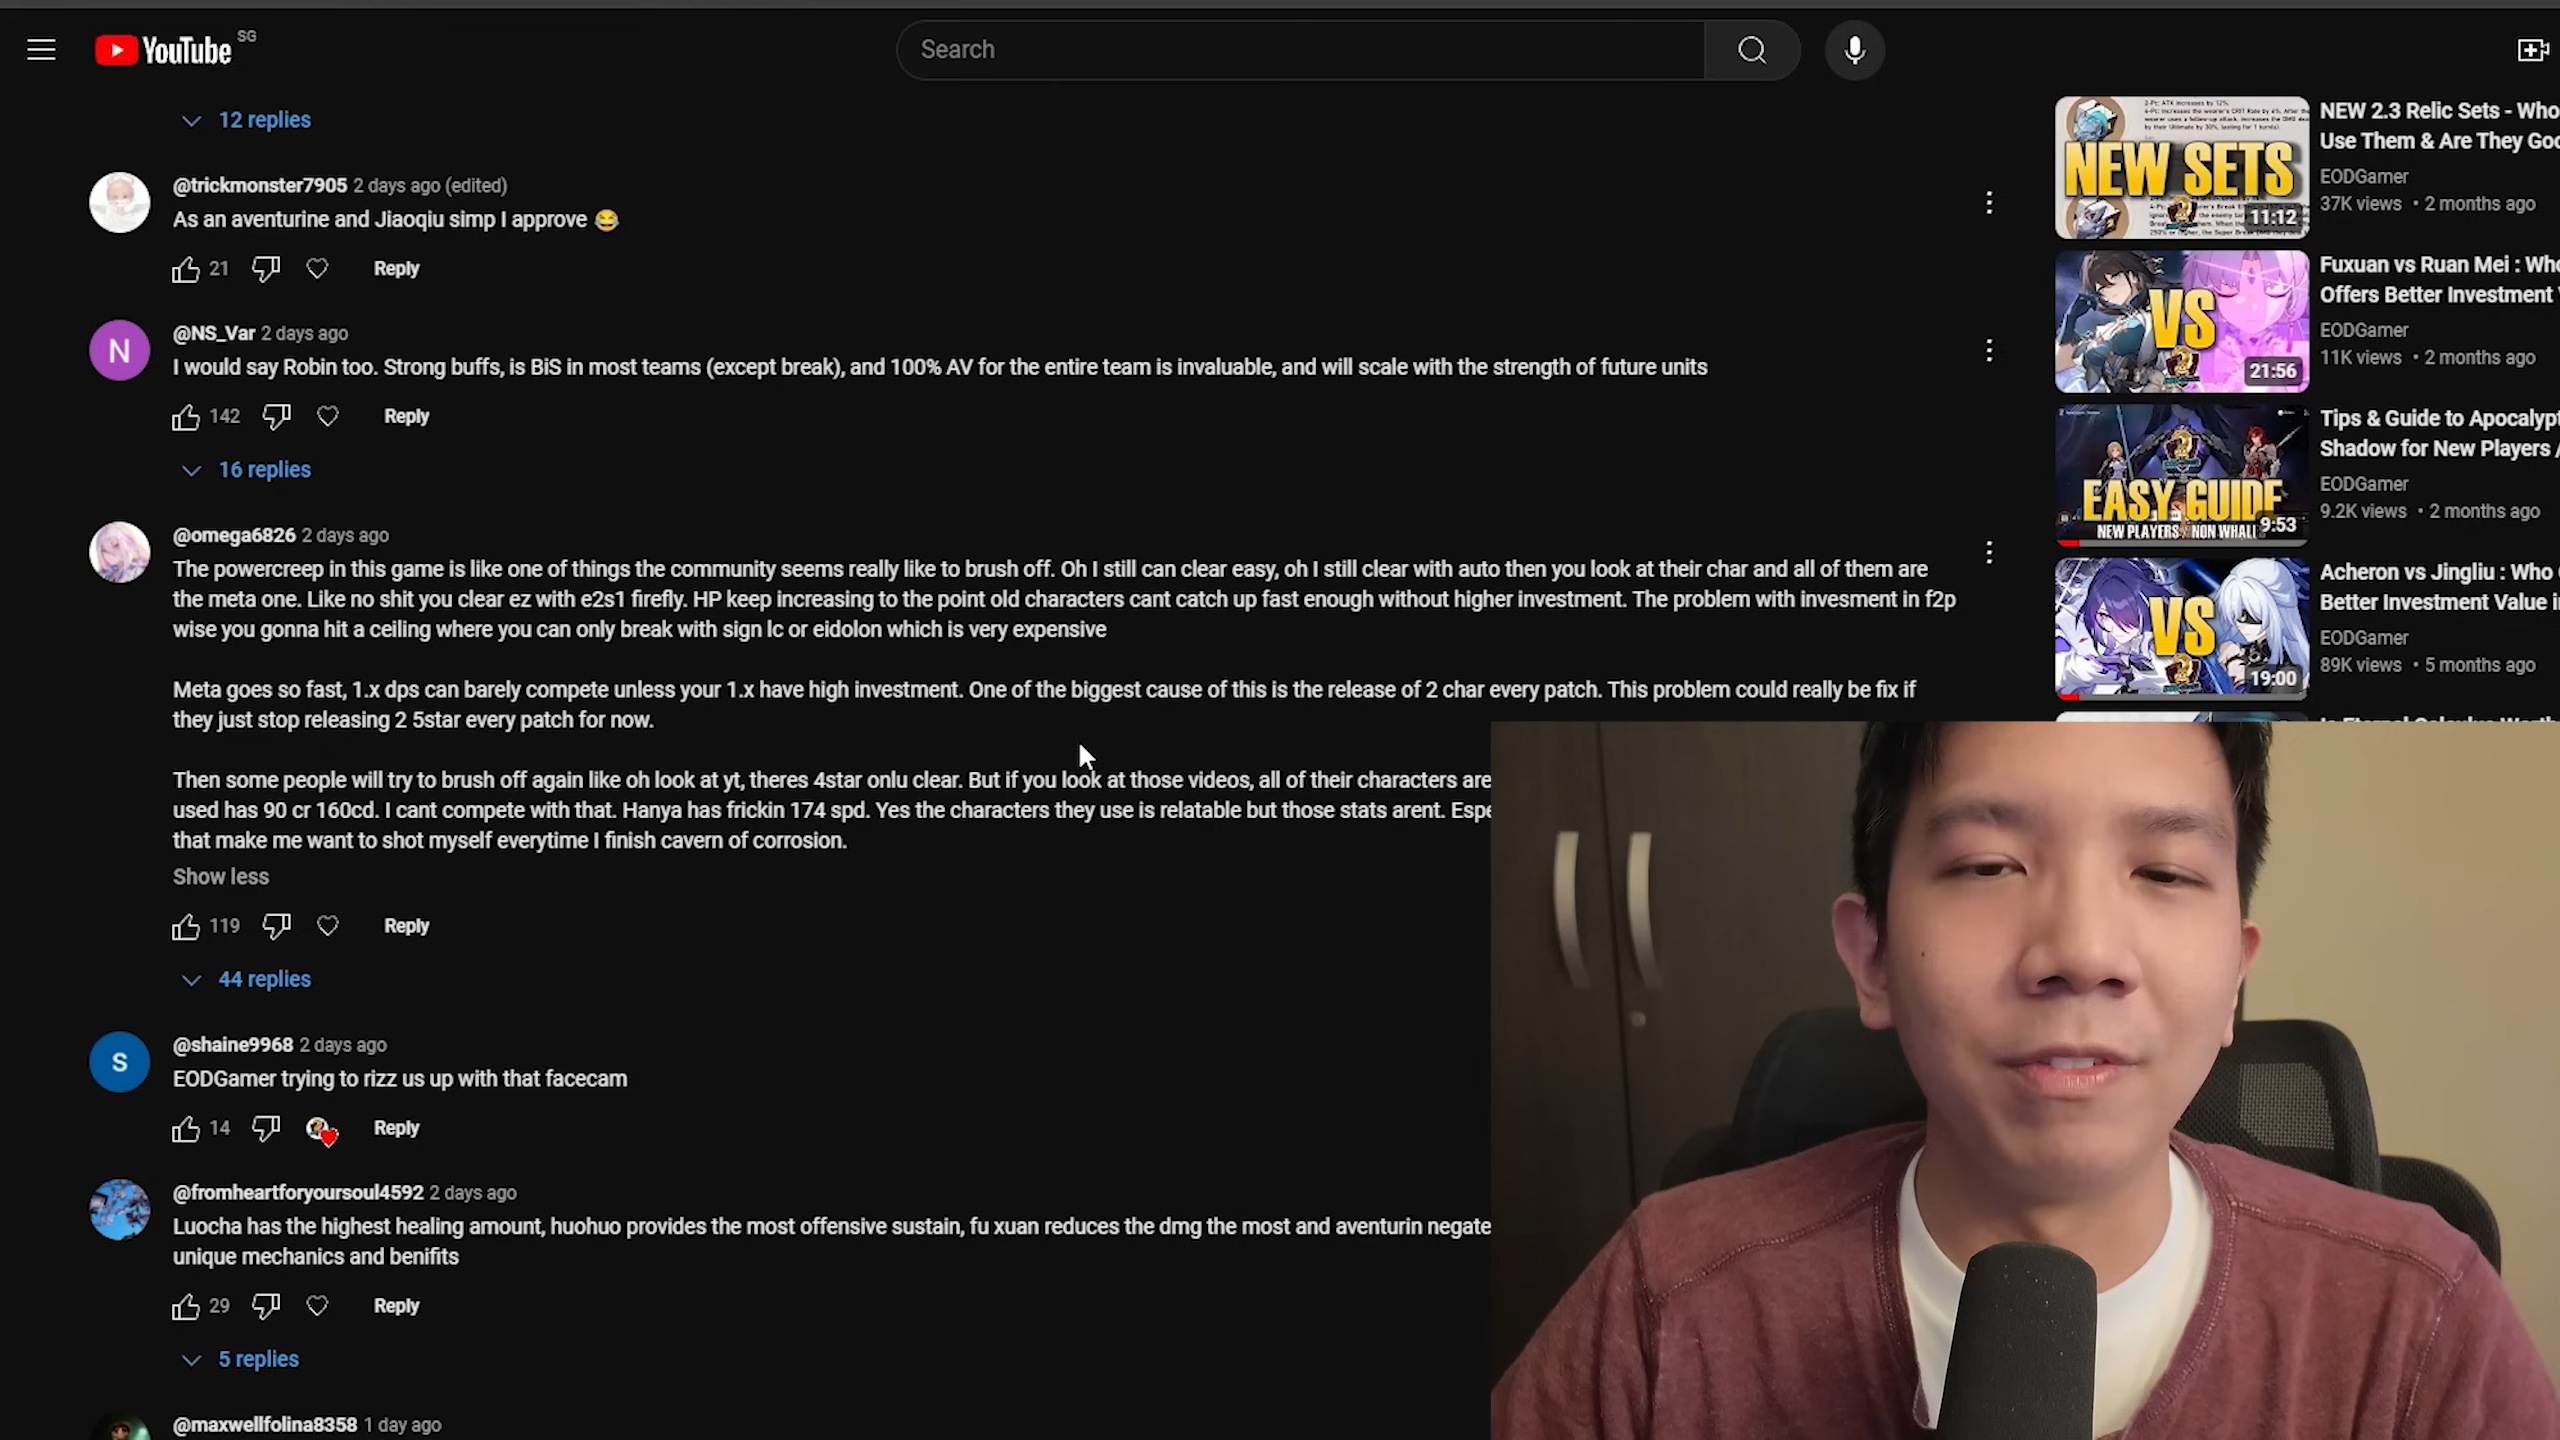 YouTube SG
Search
12 replies
@trickmonster7905 2 days ago (edited)
As an aventurine and Jiaoqiu simp I approve 😂
21 Reply
@NS_Var 2 days ago
I would say Robin too. Strong buffs, is BiS in most teams (except break), and 100% AV for the entire team is invaluable, and will scale with the strength of future units
142 Reply
16 replies
@omega6826 2 days ago
The powercreep in this game is like one of things the community seems really like to brush off. Oh I still can clear easy, oh I still clear with auto then you look at their char and all of them are
the meta one. Like no shit you clear ez with e2s1 firefly. HP keep increasing to the point old characters cant catch up fast enough without higher investment. The problem with invesment in f2p
wise you gonna hit a ceiling where you can only break with sign lc or eidolon which is very expensive
Meta goes so fast, 1.x dps can barely compete unless your 1.x have high investment. One of the biggest cause of this is the release of 2 char every patch. This problem could really be fix if
they just stop releasing 2 5star every patch for now.
Then some people will try to brush off again like oh look at yt, theres 4star onlu clear. But if you look at those videos, all of their characters are
used has 90 cr 160cd. I cant compete with that. Hanya has frickin 174 spd. Yes the characters they use is relatable but those stats arent. Espe
that make me want to shot myself everytime I finish cavern of corrosion.
Show less
119 Reply
44 replies
S
@shaine9968 2 days ago
EODGamer trying to rizz us up with that facecam
14 Reply
@fromheartforyoursoul4592 2 days ago
Luocha has the highest healing amount, huohuo provides the most offensive sustain, fu xuan reduces the dmg the most and aventurin negate
unique mechanics and benifits
29 Reply
5 replies
@maxwellfolina8358 1 day ago
N
NEW SETS
11:12
NEW 2.3 Relic Sets - Who
Use Them & Are They Goo
EODGamer
37K views • 2 months ago
VS
21:56
Fuxuan vs Ruan Mei : Who
Offers Better Investment
EODGamer
11K views • 2 months ago
EASY GUIDE
NEW PLAYERS / NON WHAL
9:53
Tips & Guide to Apocalypt
Shadow for New Players /
EODGamer
9.2K views • 2 months ago
VS
19:00
Acheron vs Jingliu : Who
Better Investment Value i
EODGamer
89K views • 5 months ago